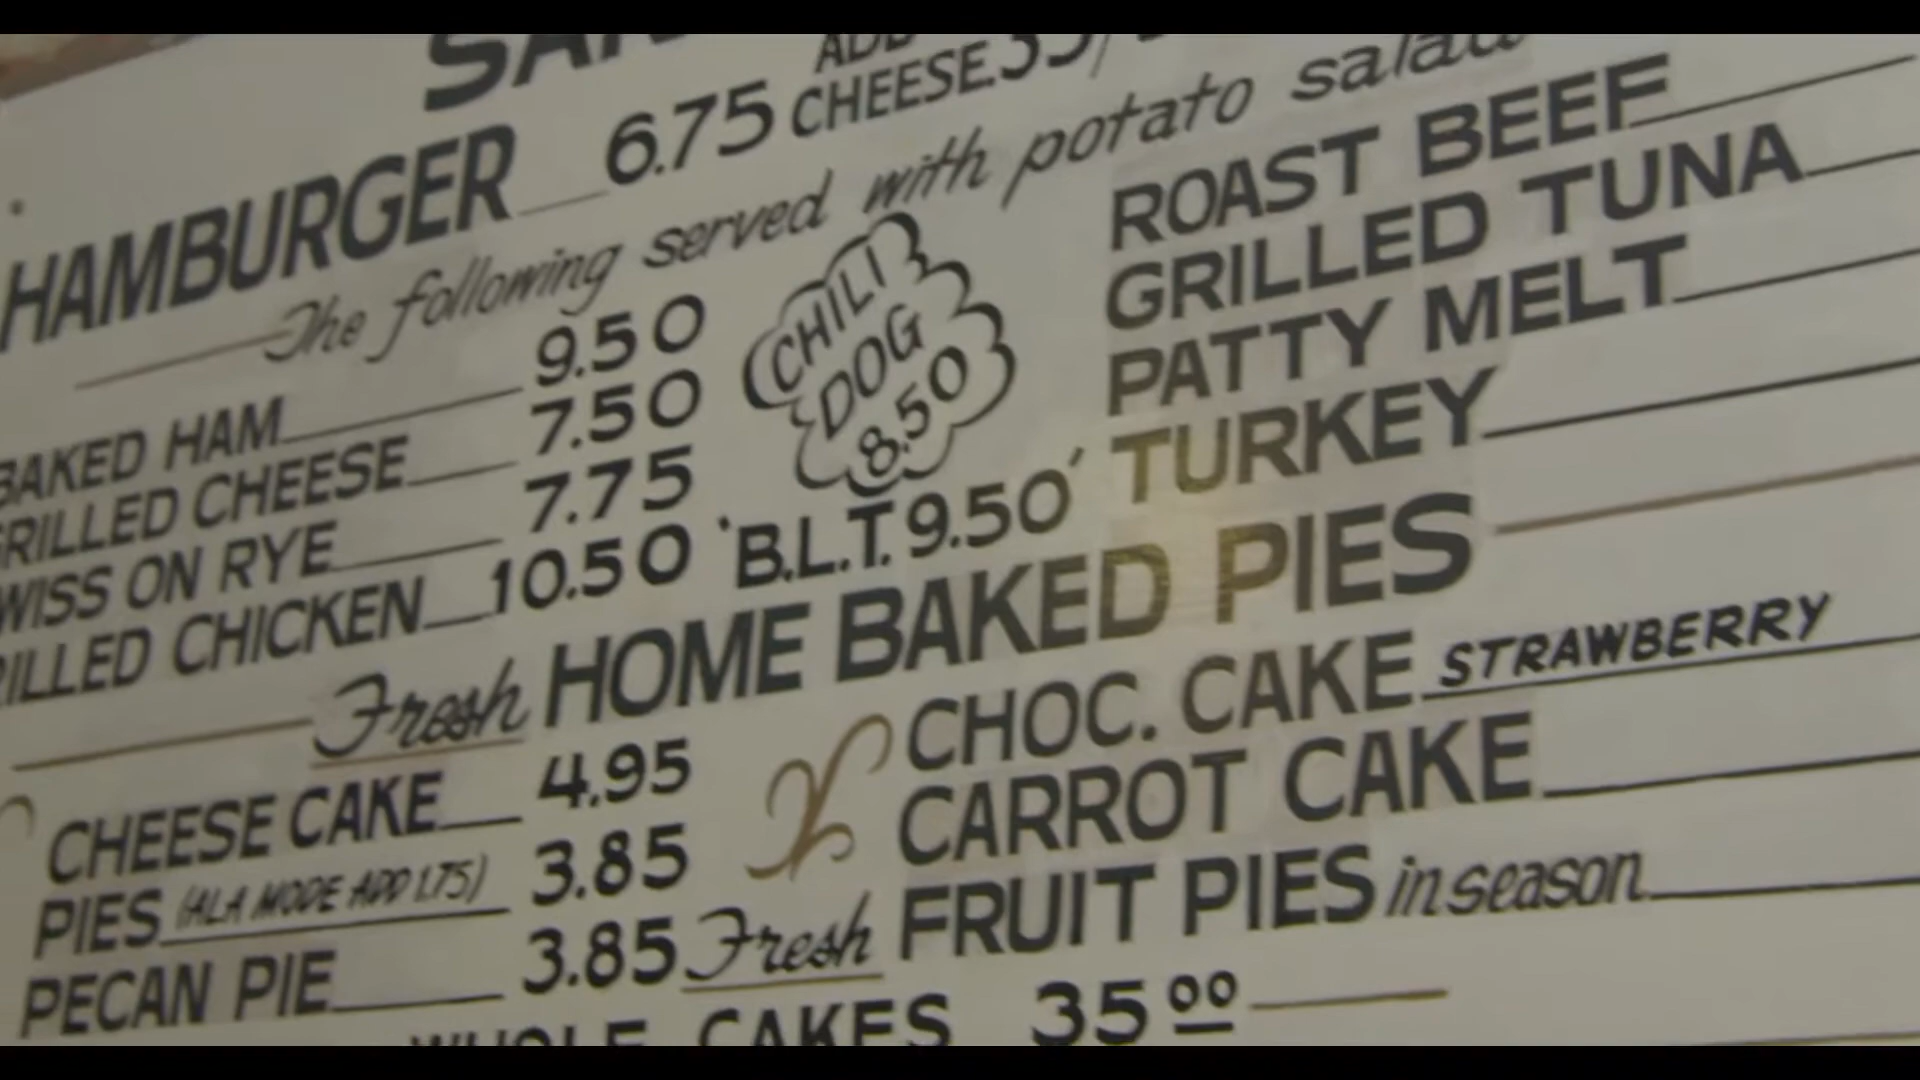 HAMBURGER 6.75 ADD CHEESE .35
The following served with potato salad
BAKED HAM 9.50
GRILLED CHEESE 7.50
SWISS ON RYE 7.75
CHICKEN 10.50
CHILI
DOG
8.50
'B.L.T. 9.50'
ROAST BEEF
GRILLED TUNA
PATTY MELT
TURKEY
Fresh HOME BAKED PIES
CHEESE CAKE 4.95
PIES (ALA MODE ADD 1.75) 3.85
PECAN PIE 3.85
CHOC. CAKE STRAWBERRY
CARROT CAKE
Fresh FRUIT PIES in season
WHOLE CAKES 35 00